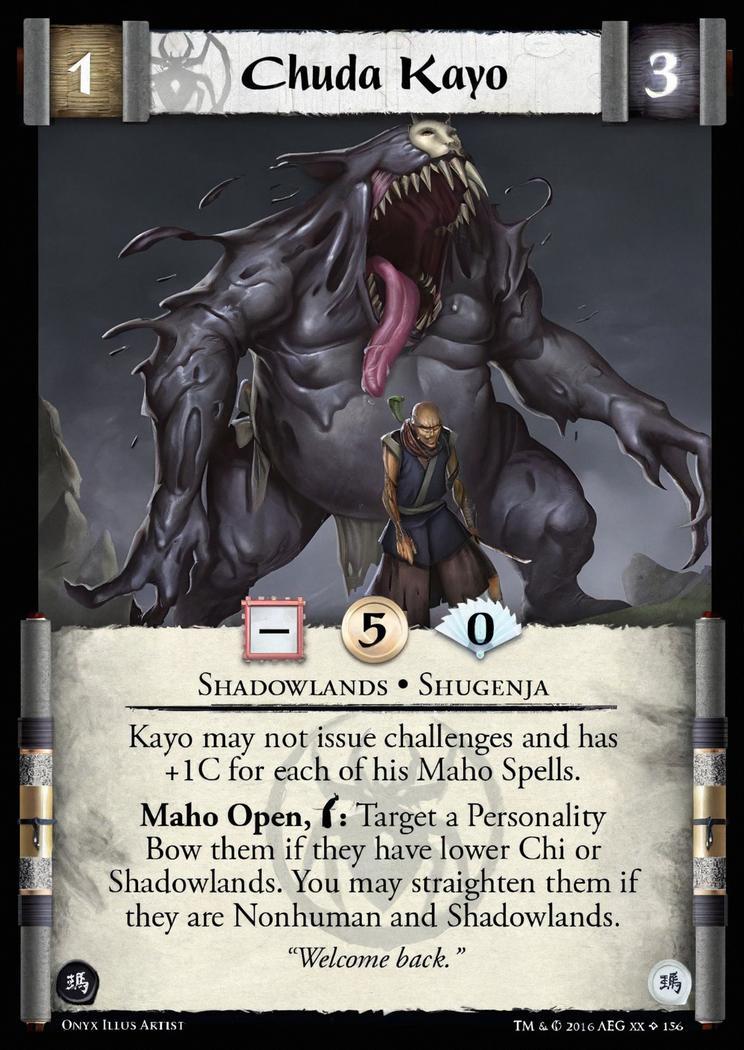 1
Chuda Kayo
3
–
5
0
Shadowlands • Shugenja
Kayo may not issue challenges and has
+1C for each of his Maho Spells.
Maho Open, : Target a Personality
Bow them if they have lower Chi or
Shadowlands. You may straighten them if
they are Nonhuman and Shadowlands.
“Welcome back.”
Onyx Illus Artist
TM & © 2016 AEG XX ⟡ 156